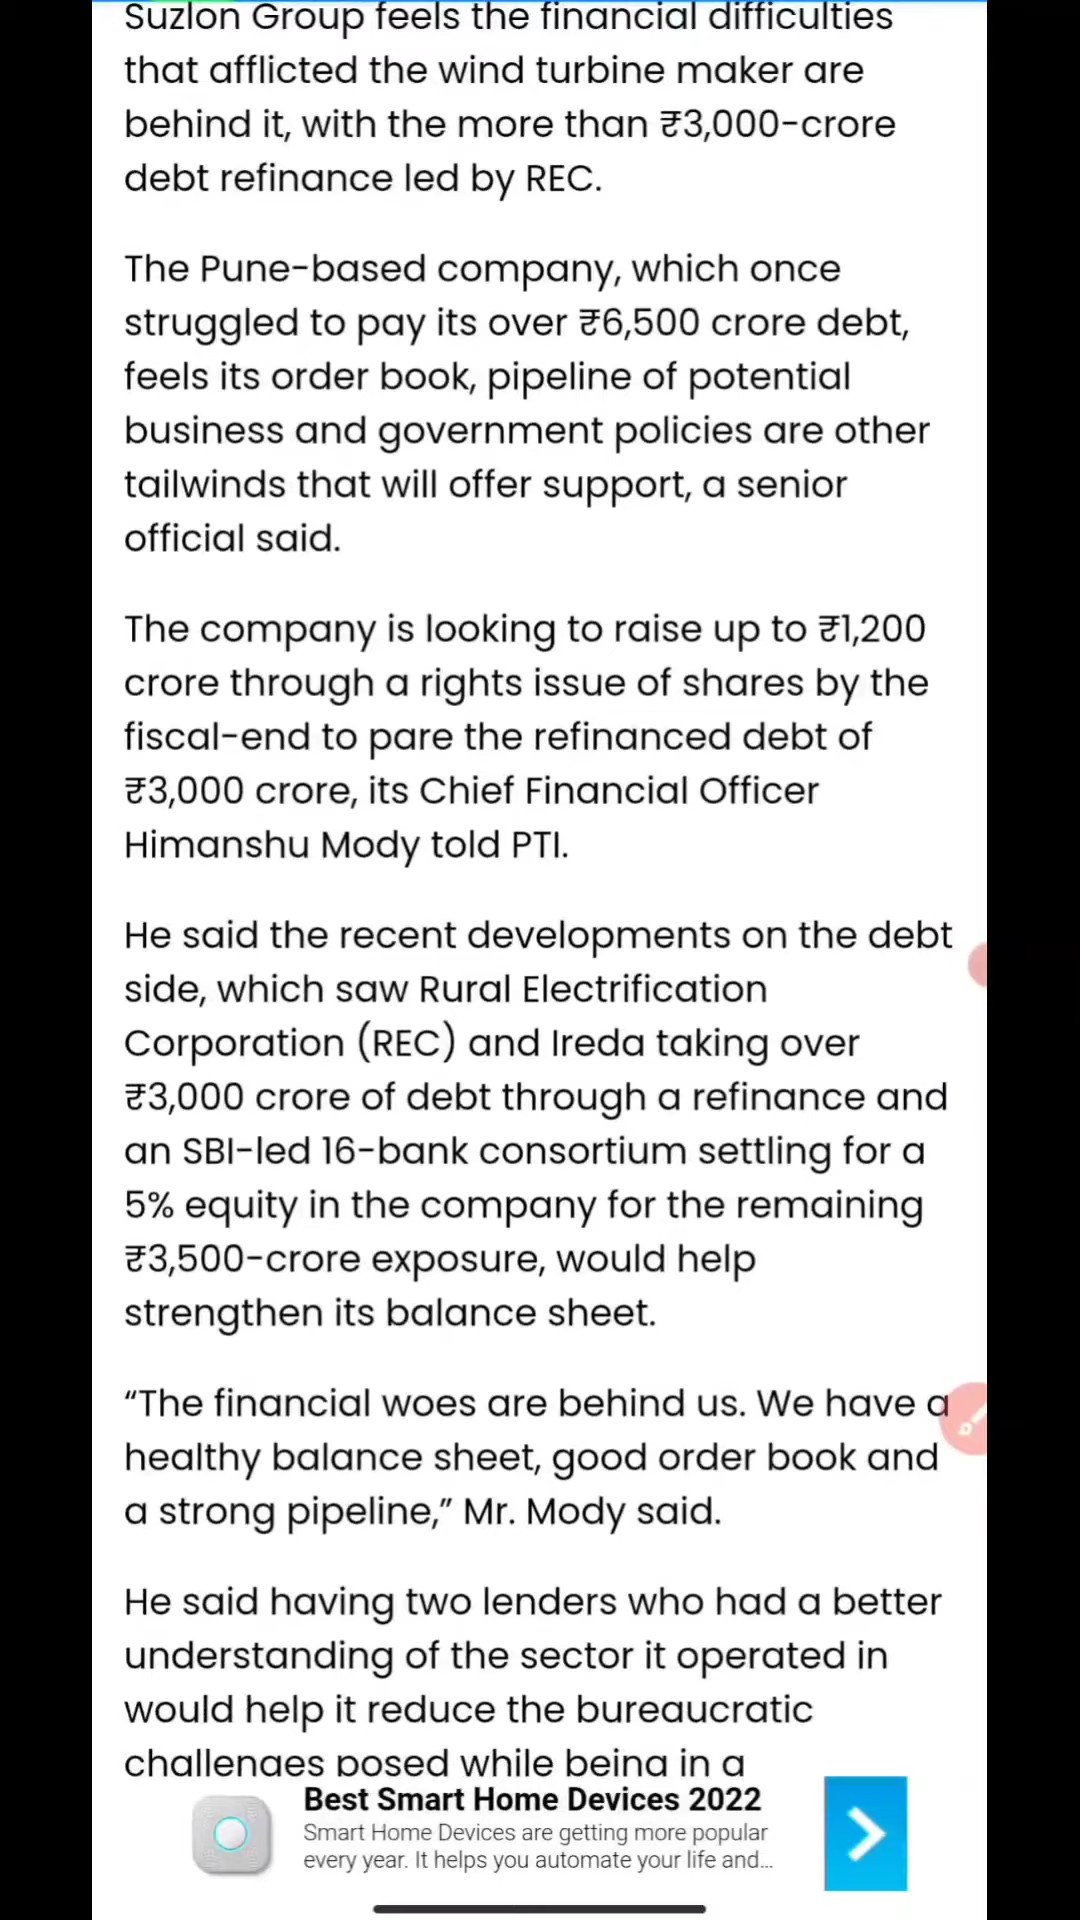 Suzlon Group feels the financial difficulties
that afflicted the wind turbine maker are
behind it, with the more than ₹3,000-crore
debt refinance led by REC.
The Pune-based company, which once
struggled to pay its over ₹6,500 crore debt,
feels its order book, pipeline of potential
business and government policies are other
tailwinds that will offer support, a senior
official said.
The company is looking to raise up to ₹1,200
crore through a rights issue of shares by the
fiscal-end to pare the refinanced debt of
₹3,000 crore, its Chief Financial Officer
Himanshu Mody told PTI.
He said the recent developments on the debt
side, which saw Rural Electrification
Corporation (REC) and Ireda taking over
₹3,000 crore of debt through a refinance and
an SBI-led 16-bank consortium settling for a
5% equity in the company for the remaining
₹3,500-crore exposure, would help
strengthen its balance sheet.
“The financial woes are behind us. We have a
healthy balance sheet, good order book and
a strong pipeline,” Mr. Mody said.
He said having two lenders who had a better
understanding of the sector it operated in
would help it reduce the bureaucratic
challenges posed while being in a
Best Smart Home Devices 2022
Smart Home Devices are getting more popular
every year. It helps you automate your life and...